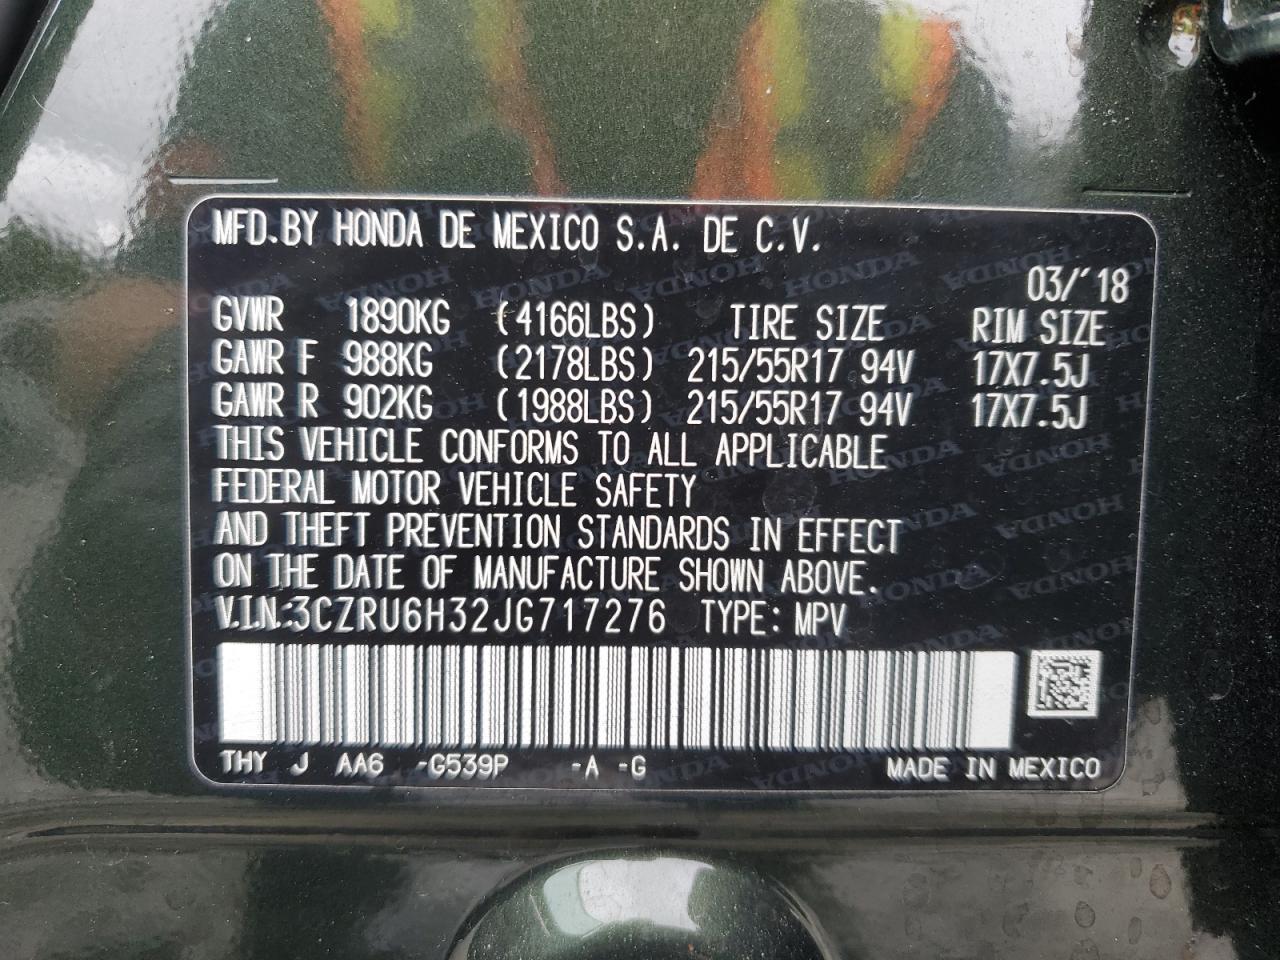 MFD.BY HONDA DE MEXICO S.A. DE C.V.
03/'18
GVWR 1890KG (4166LBS) TIRE SIZE RIM SIZE
GAWR F 988KG (2178LBS) 215/55R17 94V 17X7.5J
GAWR R 902KG (1988LBS) 215/55R17 94V 17X7.5J
THIS VEHICLE CONFORMS TO ALL APPLICABLE
FEDERAL MOTOR VEHICLE SAFETY
AND THEFT PREVENTION STANDARDS IN EFFECT
ON THE DATE OF MANUFACTURE SHOWN ABOVE.
V.I.N.:3CZRU6H32JG717276 TYPE: MPV
THY J AA6 -G539P -A -G MADE IN MEXICO